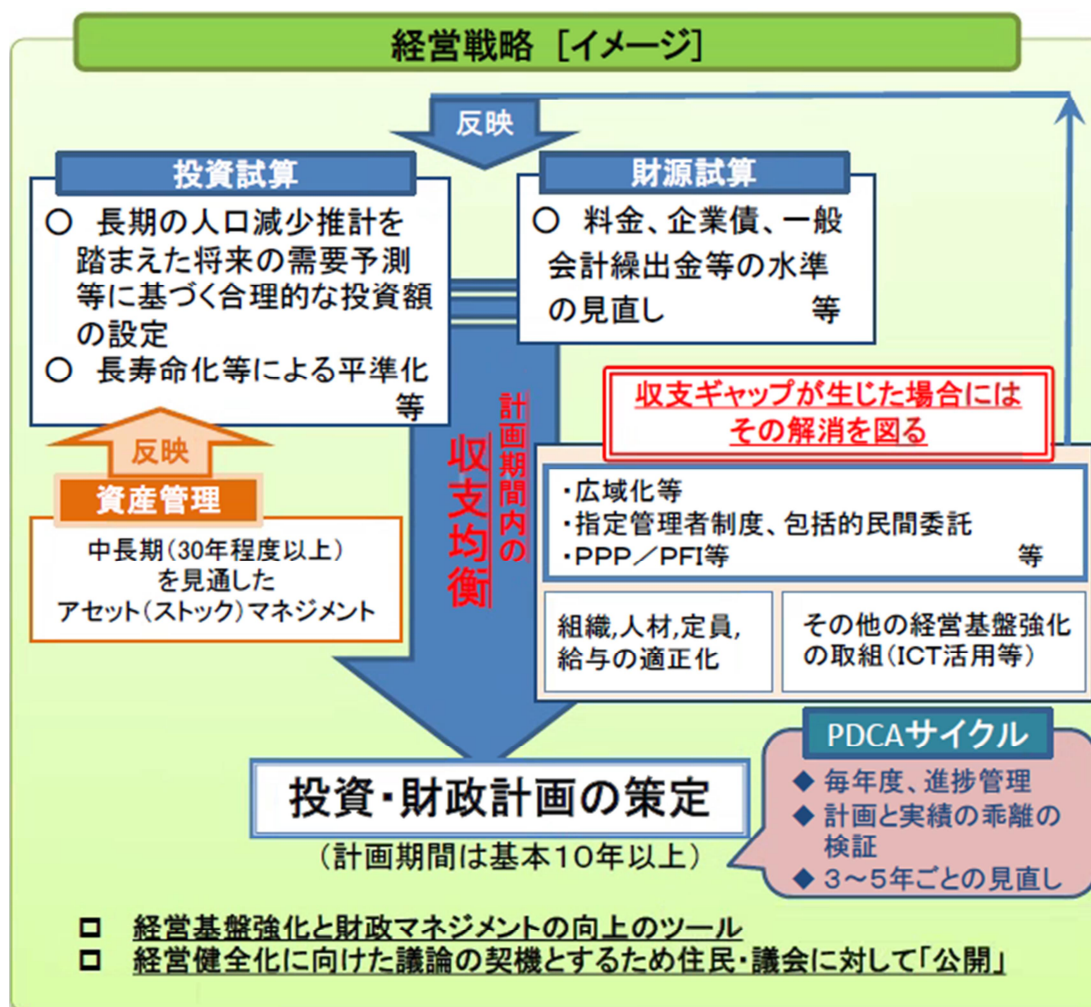 経営戦略 [イメージ]
反映
投資試算
○ 長期の人口減少推計を
踏まえた将来の需要予測
等に基づく合理的な投資額
の設定
○ 長寿命化等による平準化
等
財源試算
○ 料金、企業債、一般
会計繰出金等の水準
の見直し 等
反映
資産管理
中長期(30年程度以上)
を見通した
アセット(ストック)マネジメント
計画期間内の
収支均衡
収支ギャップが生じた場合には
その解消を図る
・広域化等
・指定管理者制度、包括的民間委託
・PPP/PFI等 等
組織,人材,定員,
給与の適正化
その他の経営基盤強化
の取組(ICT活用等)
投資・財政計画の策定
(計画期間は基本10年以上)
PDCAサイクル
◆ 毎年度、進捗管理
◆ 計画と実績の乖離の
検証
◆ 3~5年ごとの見直し
□ 経営基盤強化と財政マネジメントの向上のツール
□ 経営健全化に向けた議論の契機とするため住民・議会に対して「公開」